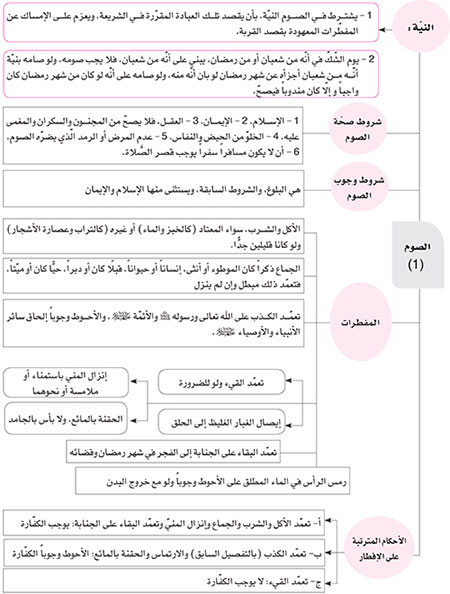 النيّة:
1 - يشترط في الصوم النيّة، بأن يقصد تلك العبادة المقرّرة في الشريعة، ويعزم على الإمساك عن
المفطّرات المعهودة بقصد القربة.
2 - يوم الشكّ في أنّه من شعبان أو من رمضان، يبني على أنّه من شعبان، فلا يجب صومه، ولو صامه بنيّة
أنّه من شعبان أجزأه عن شهر رمضان لو بان أنّه منه. ولو صامه على أنّه لو كان من شهر رمضان كان
واجباً وإلا كان مندوباً فيصحّ.
شروط صحّة
الصوم
1 - الإسلام. 2 - الإيمان. 3 - العقل، فلا يصحّ من المجنون والسكران والمغمى
عليه. 4 - الخلوّ من الحيض والنفاس. 5 - عدم المرض أو الرمد الّذي يضرّه الصوم.
6 - أن لا يكون مسافراً سفراً يوجب قصر الصلاة.
شروط وجوب
الصوم
هي البلوغ، والشروط السابقة، ويستثنى منها الإسلام والإيمان
الصوم
(1)
المفطرات
الأكل والشرب، سواء المعتاد (كالخبز والماء) أو غيره (كالتراب وعصارة الأشجار)
ولو كانا قليلين جدًّا.
الجماع ذكراً كان الموطوء أو أنثى، إنساناً أو حيواناً، قبلًا كان أو دبراً، حيًّا كان أو ميّتاً،
فتعمّد ذلك مبطل وإن لم ينزل
تعمّد الكذب على الله تعالى ورسوله ﷺ والأئمّة، والأحوط وجوباً إلحاق سائر
الأنبياء والأوصياء.
تعمّد القيء ولو للضرورة
إنزال المني باستمناء أو
ملامسة أو نحوهما
إيصال الغبار الغليظ إلى الحلق
الحقنة بالمائع، ولا بأس بالجامد
تعمّد البقاء على الجنابة إلى الفجر في شهر رمضان وقضائه
رمس الرأس في الماء المطلق على الأحوط وجوباً ولو مع خروج البدن
الأحكام المترتبة
على الإفطار
أ- تعمّد الأكل والشرب والجماع وإنزال المنيّ وتعمّد البقاء على الجنابة: يوجب الكفّارة
ب- تعمّد الكذب (بالتفصيل السابق) والارتماس والحقنة بالمائع: الأحوط وجوباً الكفّارة
ج- تعمّد القيء: لا يوجب الكفّارة